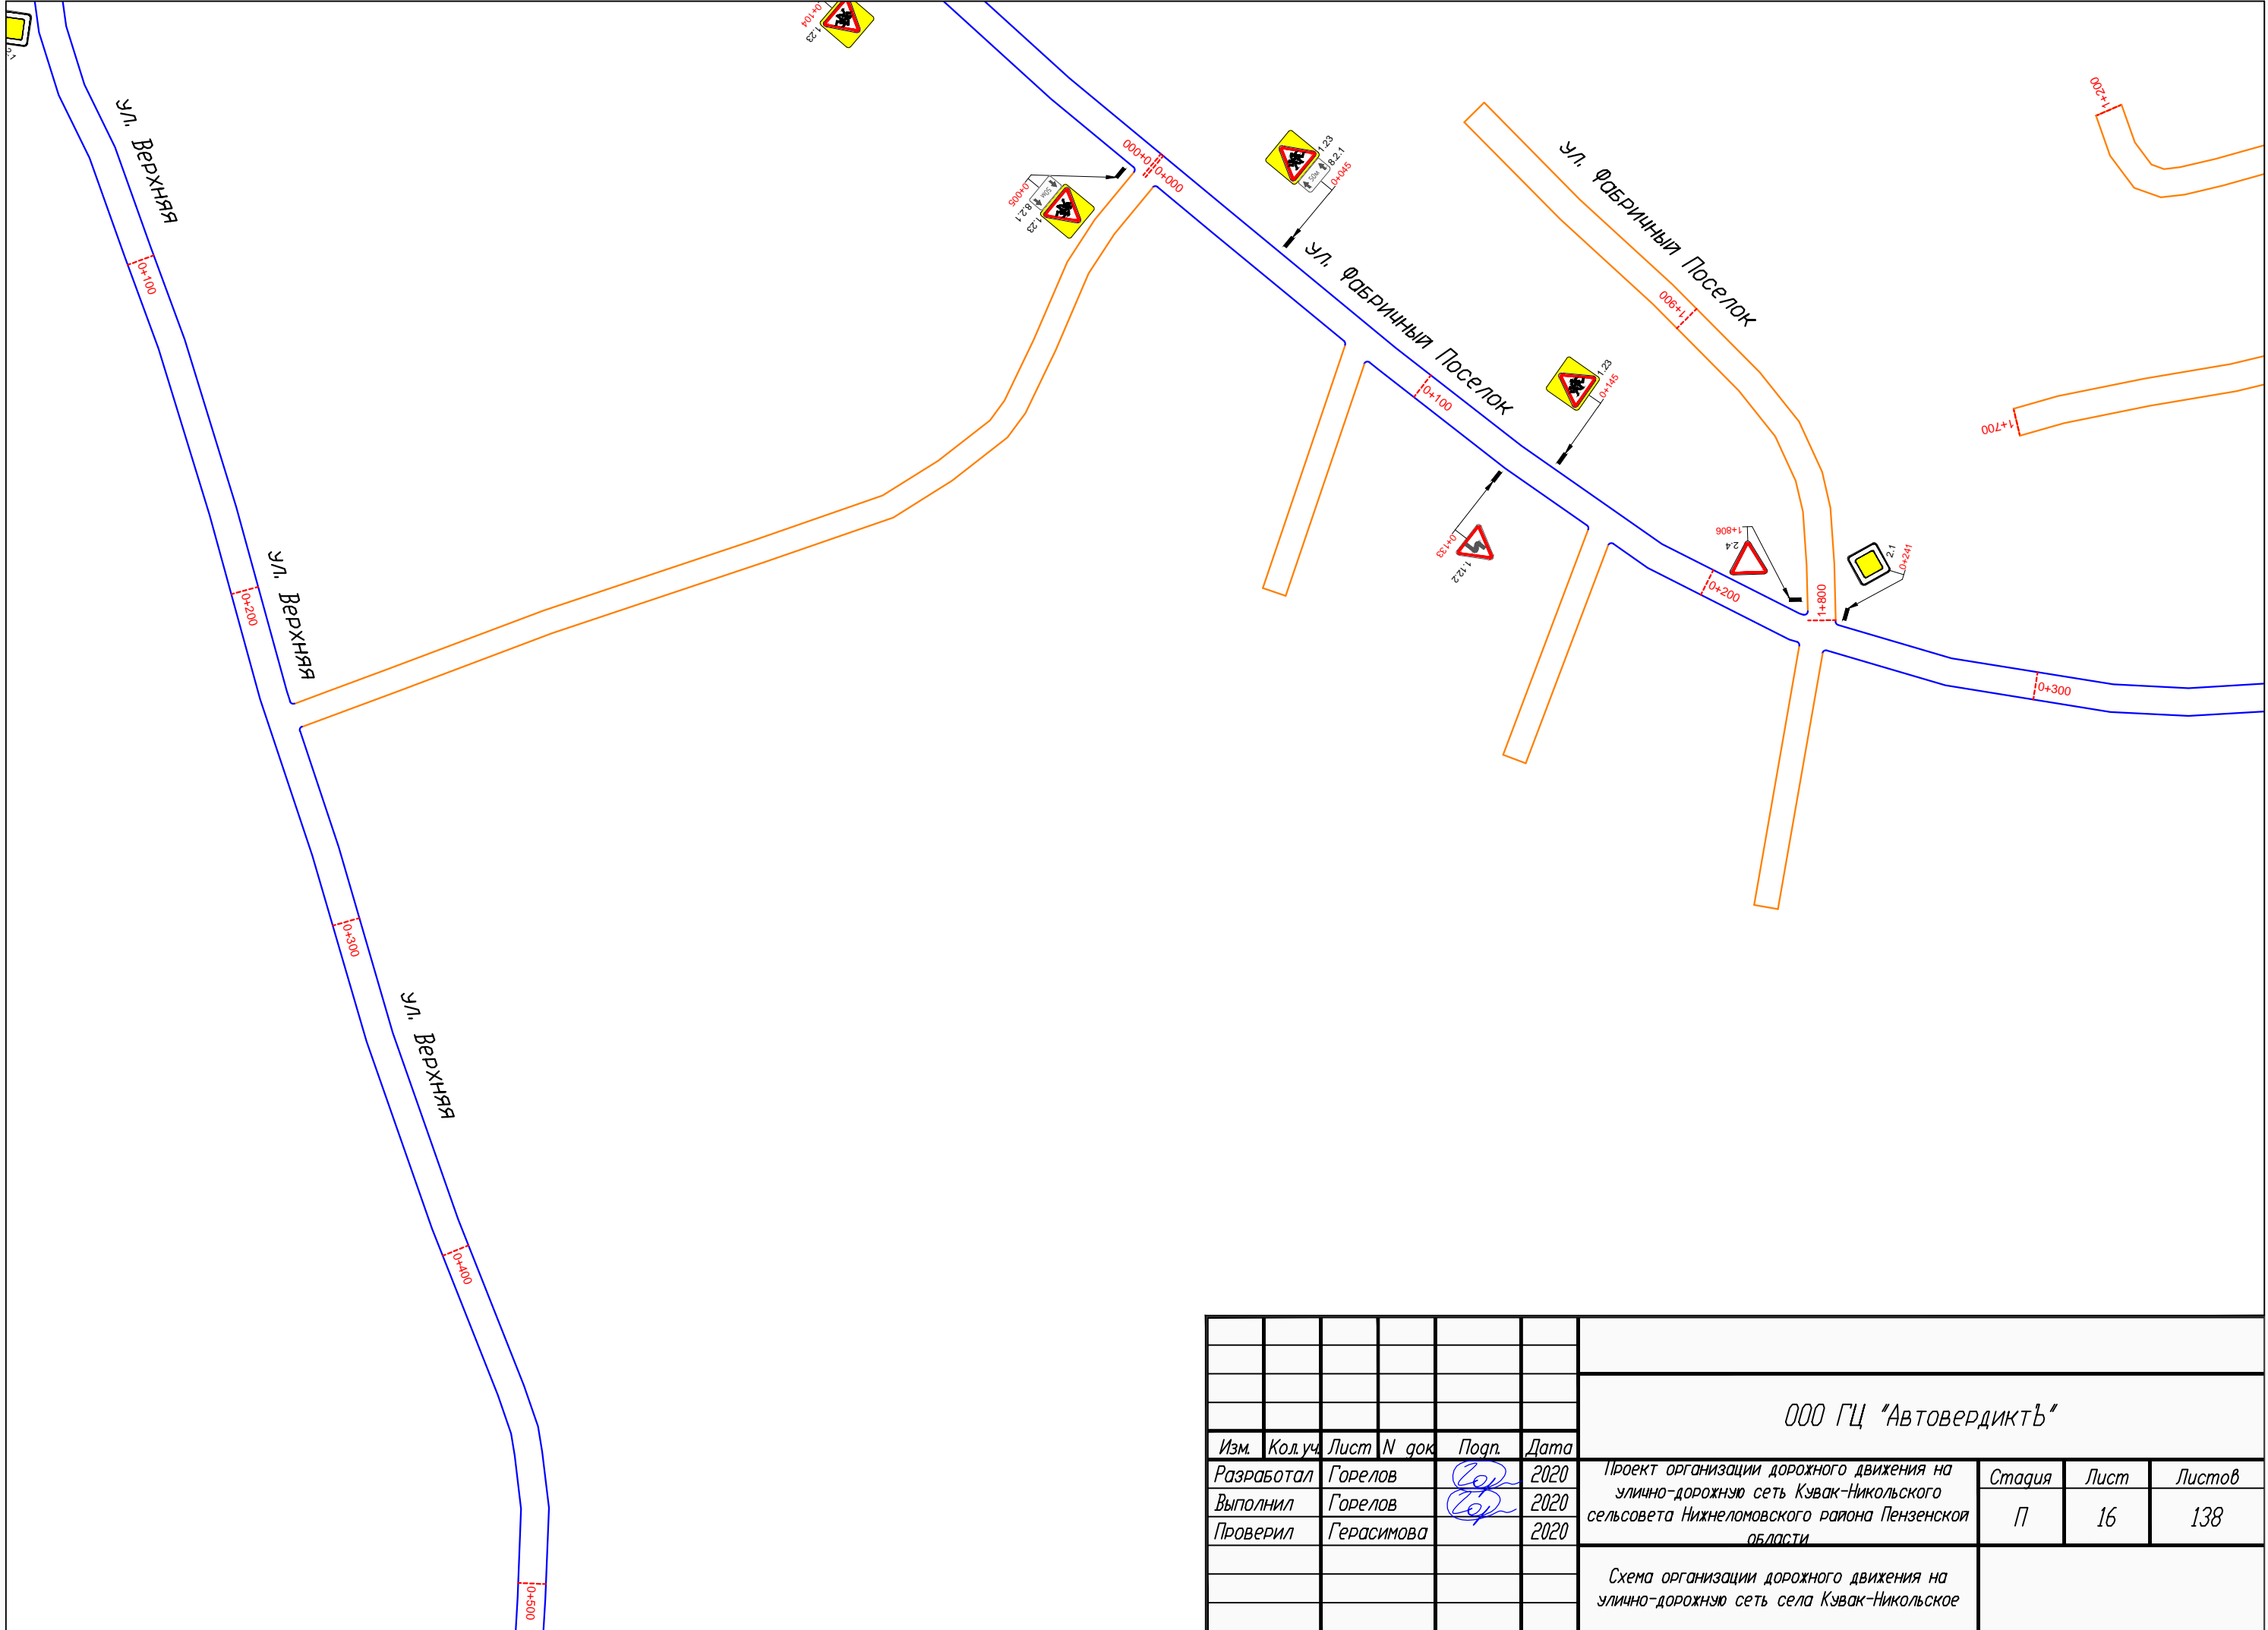 2.1
0+104
1.23
ул. Верхняя
0+100
0+000
0+000
0+005
50м
8.2.1
1.23
1.23
8.2.1
50м
0+045
ул. Фабричный Поселок
ул. Фабричный Поселок
1+900
1+200
1+700
0+100
1.23
0+145
0+133
1.12.2
1+806
2.4
2.1
0+241
0+200
1+800
0+300
0+200
ул. Верхняя
0+300
ул. Верхняя
0+400
0+500
ООО ГЦ "АвтовердиктЪ"
Изм. Кол.уч Лист N док Подп. Дата
Разработал Горелов 2020
Выполнил Горелов 2020
Проверил Герасимова 2020
Проект организации дорожного движения на
улично-дорожную сеть Кувак-Никольского
сельсовета Нижнеломовского района Пензенской
области
Стадия Лист Листов
П 16 138
Схема организации дорожного движения на
улично-дорожную сеть села Кувак-Никольское